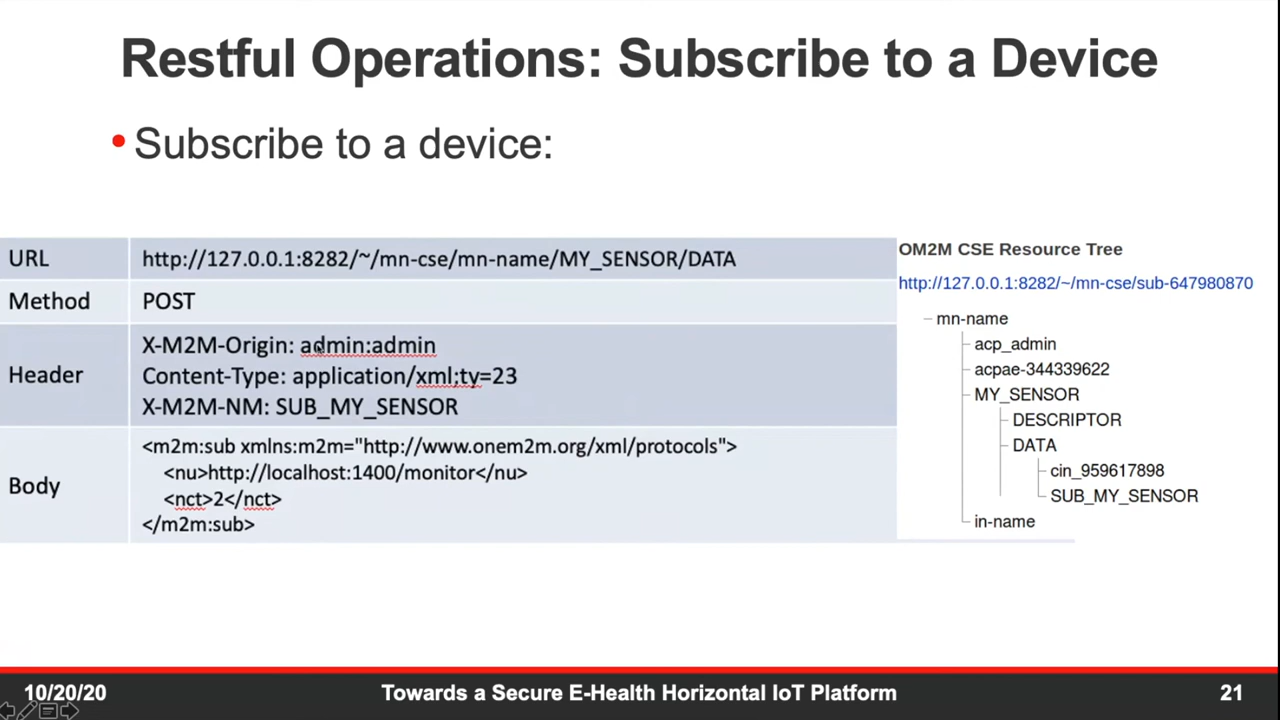 Restful Operations: Subscribe to a Device
• Subscribe to a device:
URL http://127.0.0.1:8282/~/mn-cse/mn-name/MY_SENSOR/DATA
Method POST
Header
X-M2M-Origin: admin:admin
Content-Type: application/xml;ty=23
X-M2M-NM: SUB_MY_SENSOR
Body
<m2m:sub xmlns:m2m="http://www.onem2m.org/xml/protocols">
<nu>http://localhost:1400/monitor</nu>
<nct>2</nct>
</m2m:sub>
OM2M CSE Resource Tree
http://127.0.0.1:8282/~/mn-cse/sub-647980870
mn-name
acp_admin
acpae-344339622
MY_SENSOR
DESCRIPTOR
DATA
cin_959617898
SUB_MY_SENSOR
in-name
10/20/20
Towards a Secure E-Health Horizontal IoT Platform
21